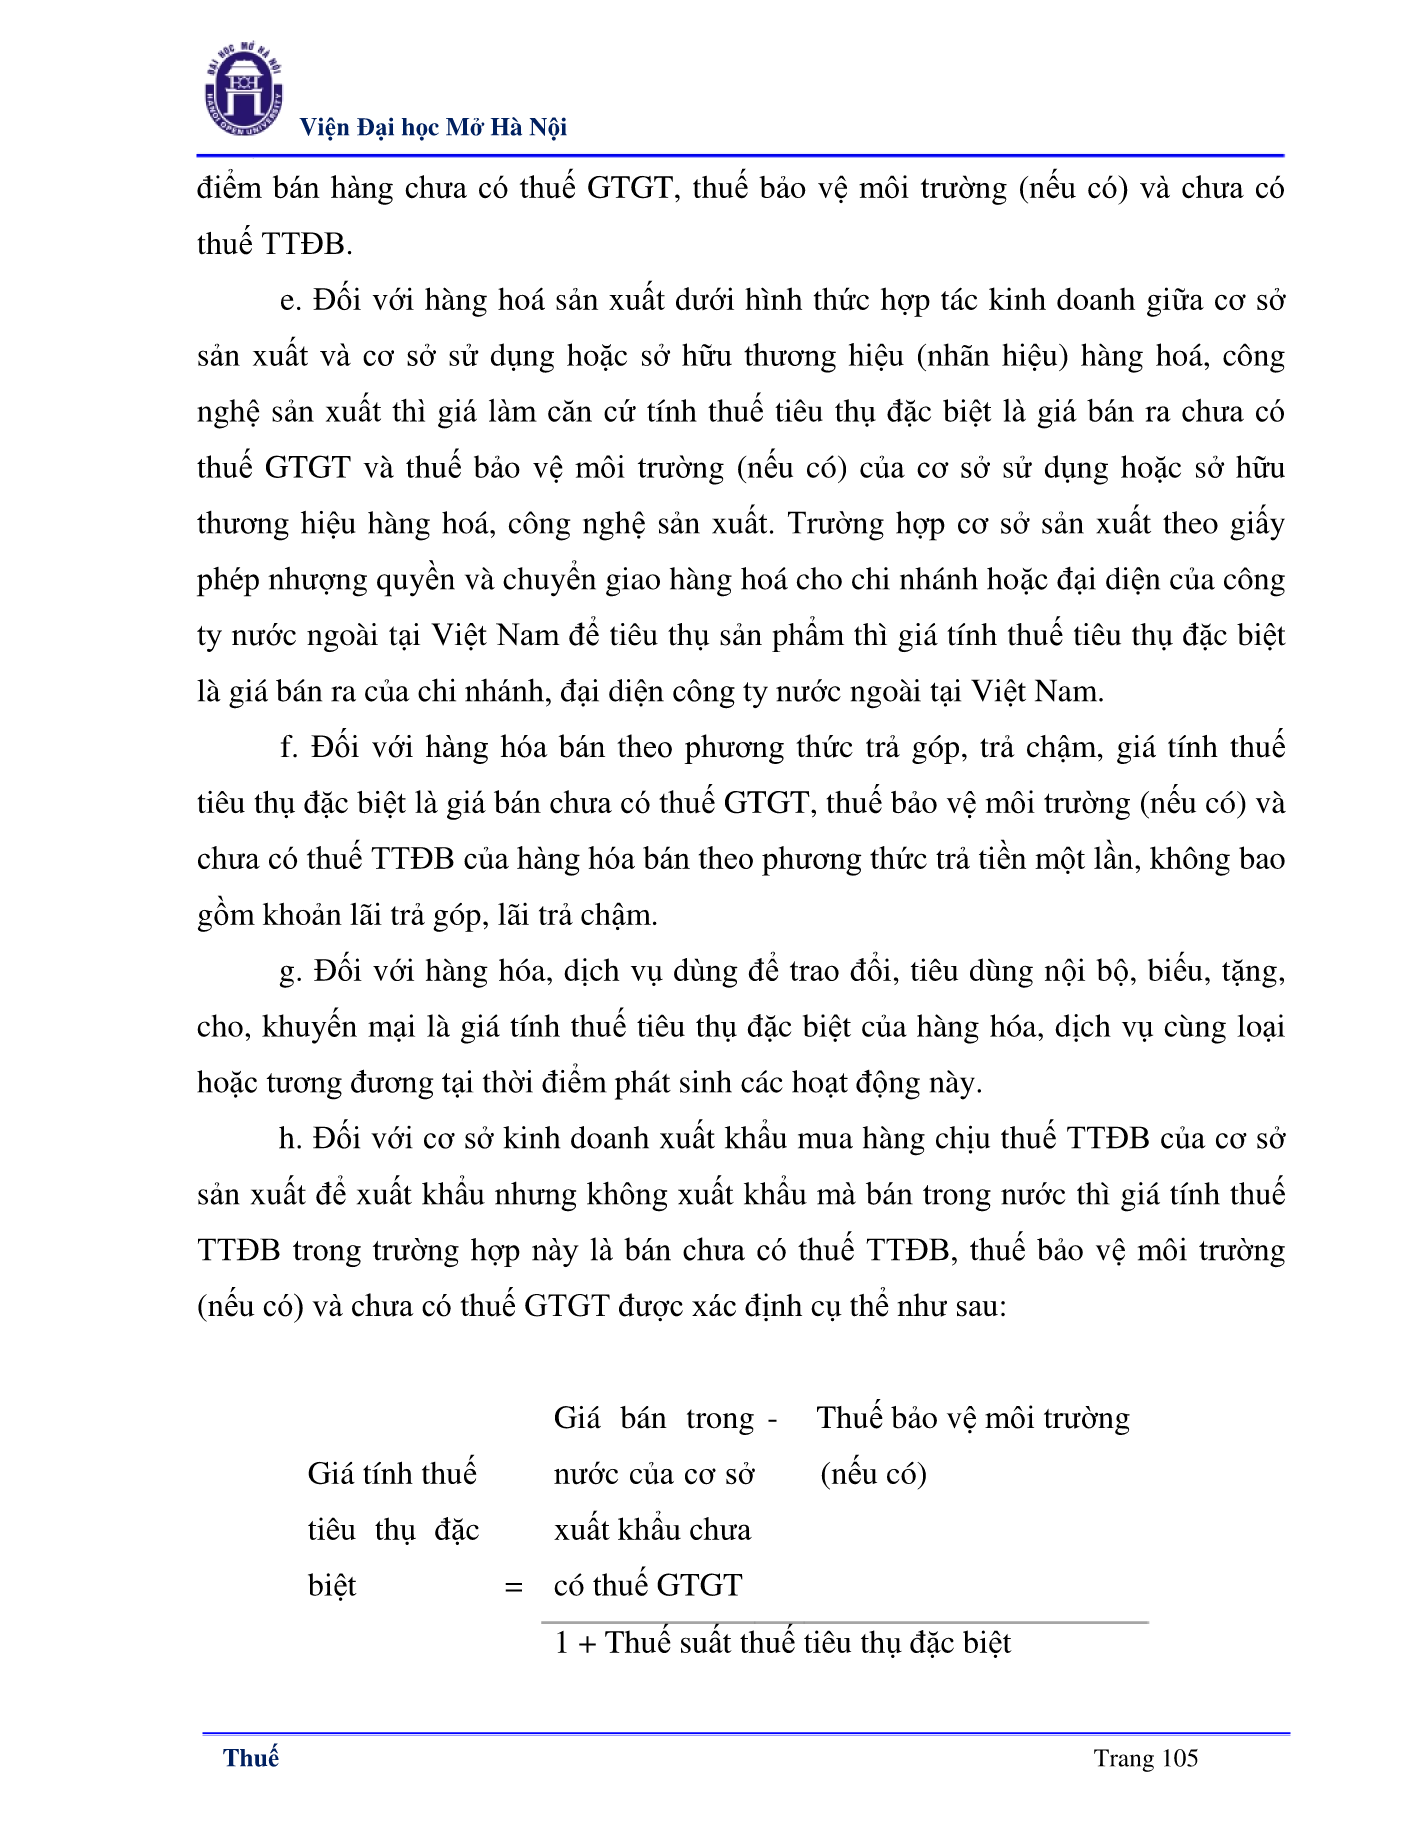 ĐẠI HỌC MỞ HÀ NỘI
HANOI OPEN UNIVERSITY
Viện Đại học Mở Hà Nội
điểm bán hàng chưa có thuế GTGT, thuế bảo vệ môi trường (nếu có) và chưa có
thuế TTĐB.
e. Đối với hàng hoá sản xuất dưới hình thức hợp tác kinh doanh giữa cơ sở
sản xuất và cơ sở sử dụng hoặc sở hữu thương hiệu (nhãn hiệu) hàng hoá, công
nghệ sản xuất thì giá làm căn cứ tính thuế tiêu thụ đặc biệt là giá bán ra chưa có
thuế GTGT và thuế bảo vệ môi trường (nếu có) của cơ sở sử dụng hoặc sở hữu
thương hiệu hàng hoá, công nghệ sản xuất. Trường hợp cơ sở sản xuất theo giấy
phép nhượng quyền và chuyển giao hàng hoá cho chi nhánh hoặc đại diện của công
ty nước ngoài tại Việt Nam để tiêu thụ sản phẩm thì giá tính thuế tiêu thụ đặc biệt
là giá bán ra của chi nhánh, đại diện công ty nước ngoài tại Việt Nam.
f. Đối với hàng hóa bán theo phương thức trả góp, trả chậm, giá tính thuế
tiêu thụ đặc biệt là giá bán chưa có thuế GTGT, thuế bảo vệ môi trường (nếu có) và
chưa có thuế TTĐB của hàng hóa bán theo phương thức trả tiền một lần, không bao
gồm khoản lãi trả góp, lãi trả chậm.
g. Đối với hàng hóa, dịch vụ dùng để trao đổi, tiêu dùng nội bộ, biếu, tặng,
cho, khuyến mại là giá tính thuế tiêu thụ đặc biệt của hàng hóa, dịch vụ cùng loại
hoặc tương đương tại thời điểm phát sinh các hoạt động này.
h. Đối với cơ sở kinh doanh xuất khẩu mua hàng chịu thuế TTĐB của cơ sở
sản xuất để xuất khẩu nhưng không xuất khẩu mà bán trong nước thì giá tính thuế
TTĐB trong trường hợp này là bán chưa có thuế TTĐB, thuế bảo vệ môi trường
(nếu có) và chưa có thuế GTGT được xác định cụ thể như sau:
Giá bán trong - Thuế bảo vệ môi trường
Giá tính thuế nước của cơ sở (nếu có)
tiêu thụ đặc xuất khẩu chưa
biệt = có thuế GTGT
1 + Thuế suất thuế tiêu thụ đặc biệt
Thuế Trang 105